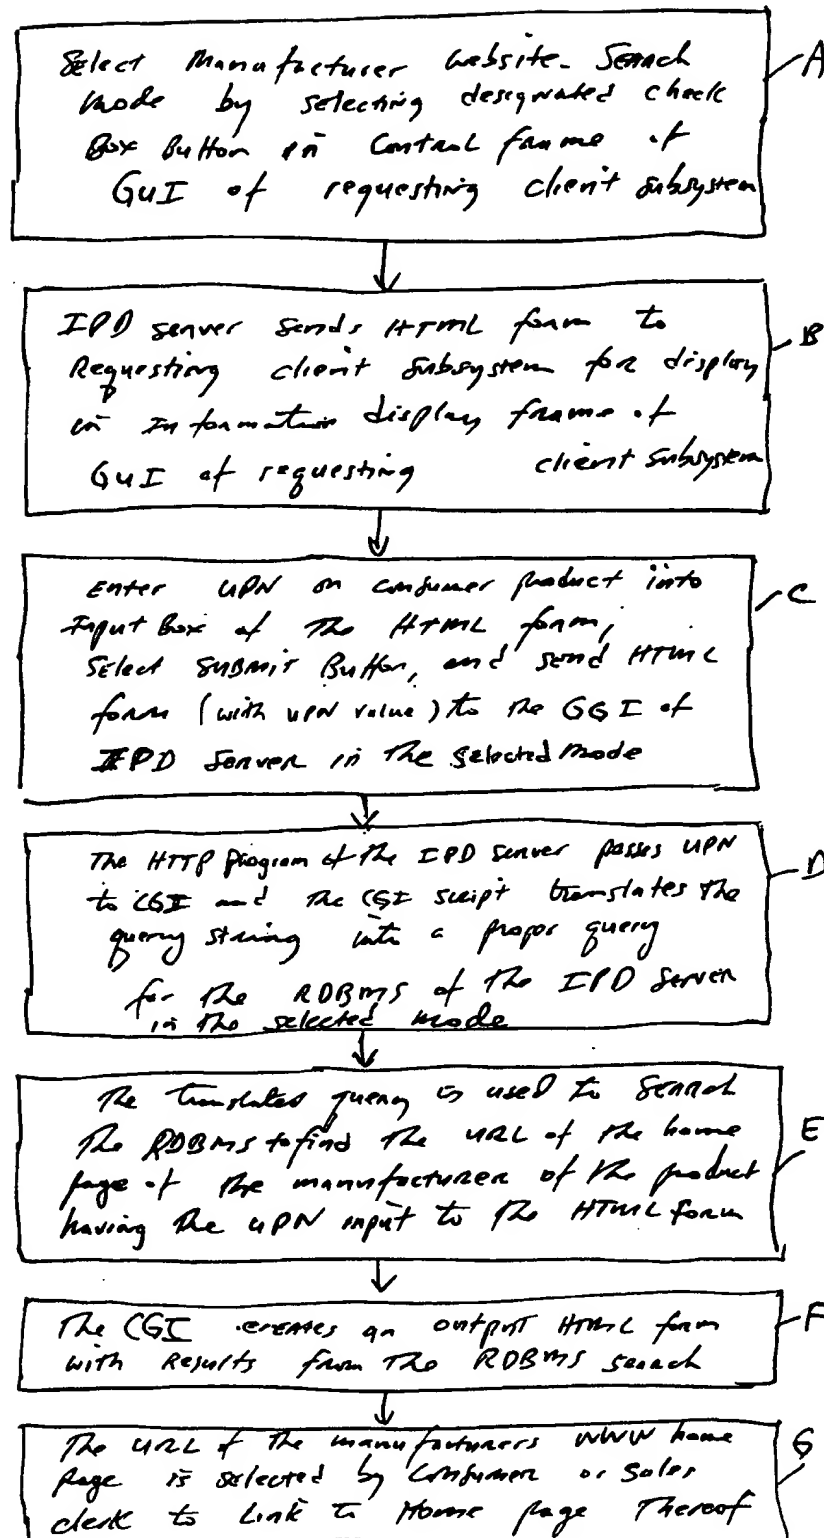 Select Manufacturer Website-Search
A
mode by selecting designated check
Box Button in Control frame of
GUI of requesting client subsystem
IPD server sends HTML form to
B
Requesting client subsystem for display
in Information display frame of
GUI of requesting client subsystem
Enter UPN on consumer product into
C
Input Box of the HTML form,
Select SUBMIT Button, and send HTML
form (with UPN value) to the GGI of
IPD Server in the selected mode
The HTTP Program of the IPD server passes UPN
D
to CGI and the CGI script translates the
query string into a proper query
for the RDBMS of the IPD Server
in the selected mode
The translated query is used to Search
the RDBMS to find the URL of the home
E
page of the manufacturer of the product
having the UPN input to the HTML form
The CGI creates an output HTML form
F
with Results from the RDBMS search
The URL of the manufacturers WWW home
G
Page is selected by Consumer or Sales
clerk to Link to Home page Thereof